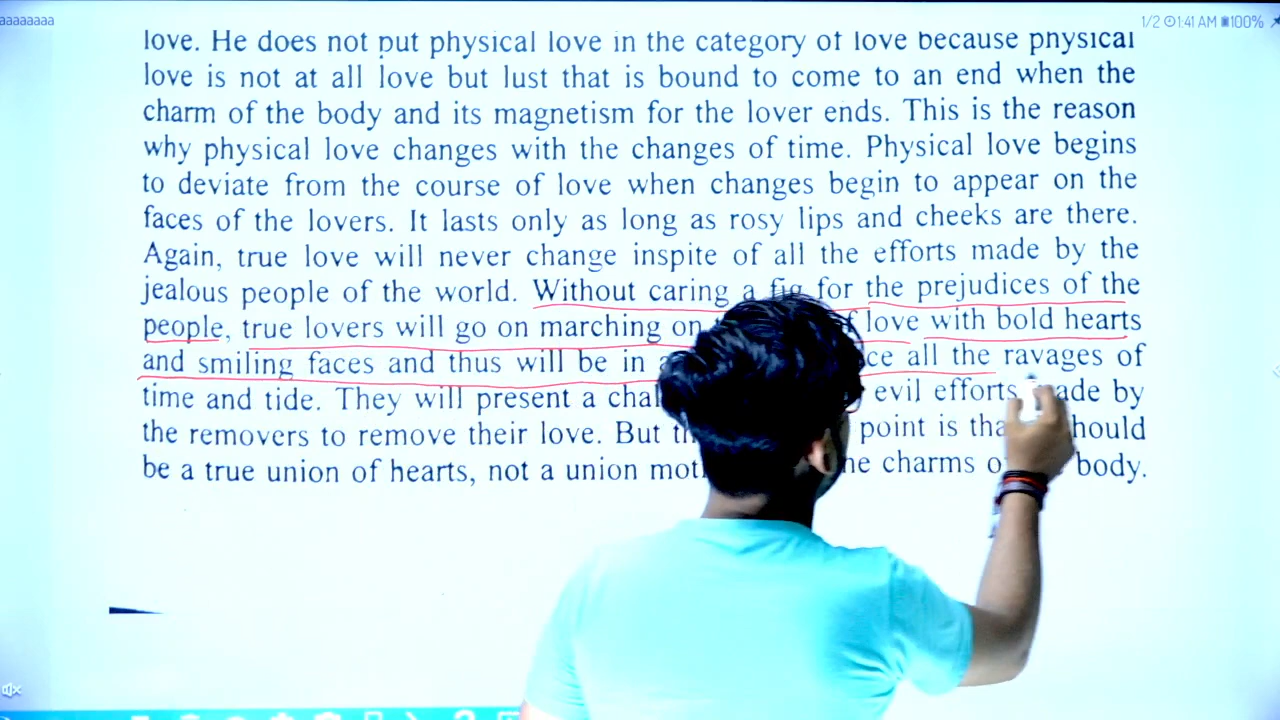 aaaaaaaaa
1/2 1:41 AM 100%
love. He does not put physical love in the category of love because physical
love is not at all love but lust that is bound to come to an end when the
charm of the body and its magnetism for the lover ends. This is the reason
why physical love changes with the changes of time. Physical love begins
to deviate from the course of love when changes begin to appear on the
faces of the lovers. It lasts only as long as rosy lips and cheeks are there.
Again, true love will never change inspite of all the efforts made by the
jealous people of the world. Without caring a fig for the prejudices of the
people, true lovers will go on marching on love with bold hearts
and smiling faces and thus will be in all the ravages of
time and tide. They will present a evil efforts made by
the removers to remove their love. But point is
be a true union of hearts, not a union charms body.